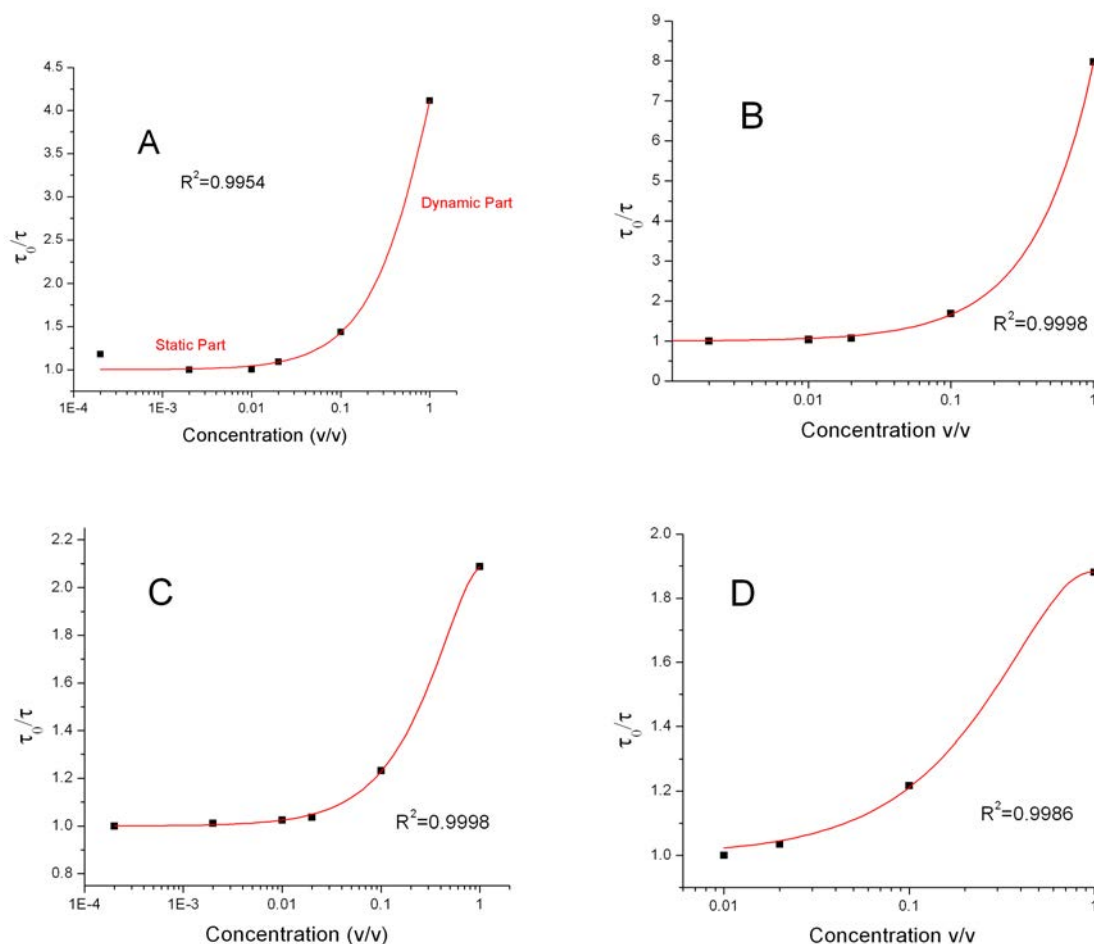 4.5
4.0
3.5
3.0
2.5
2.0
1.5
1.0
τ0/τ
A
R²=0.9954
Dynamic Part
Static Part
1E-4 1E-3 0.01 0.1 1
Concentration (v/v)
9
8
7
6
5
4
3
2
1
0
τ0/τ
B
R²=0.9998
0.01 0.1 1
Concentration v/v
2.2
2.0
1.8
1.6
1.4
1.2
1.0
0.8
τ0/τ
C
R²=0.9998
1E-4 1E-3 0.01 0.1 1
Concentration (v/v)
2.0
1.8
1.6
1.4
1.2
1.0
τ0/τ
D
R²=0.9986
0.01 0.1 1
Concentration v/v